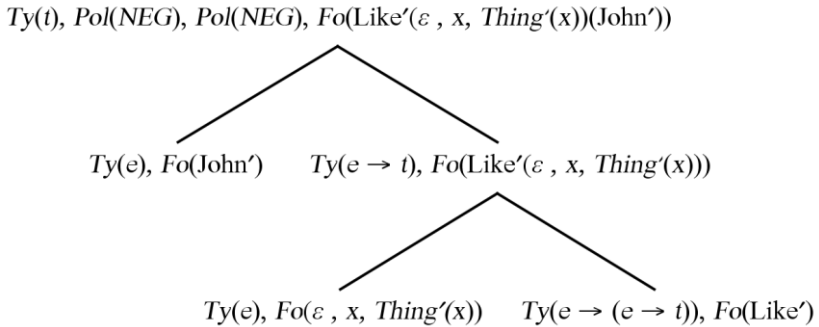 Ty(t), Pol(NEG), Pol(NEG), Fo(Like′(ε , x, Thing′(x))(John′))
Ty(e), Fo(John′) Ty(e → t), Fo(Like′(ε , x, Thing′(x)))
Ty(e), Fo(ε , x, Thing′(x)) Ty(e → (e → t)), Fo(Like′)